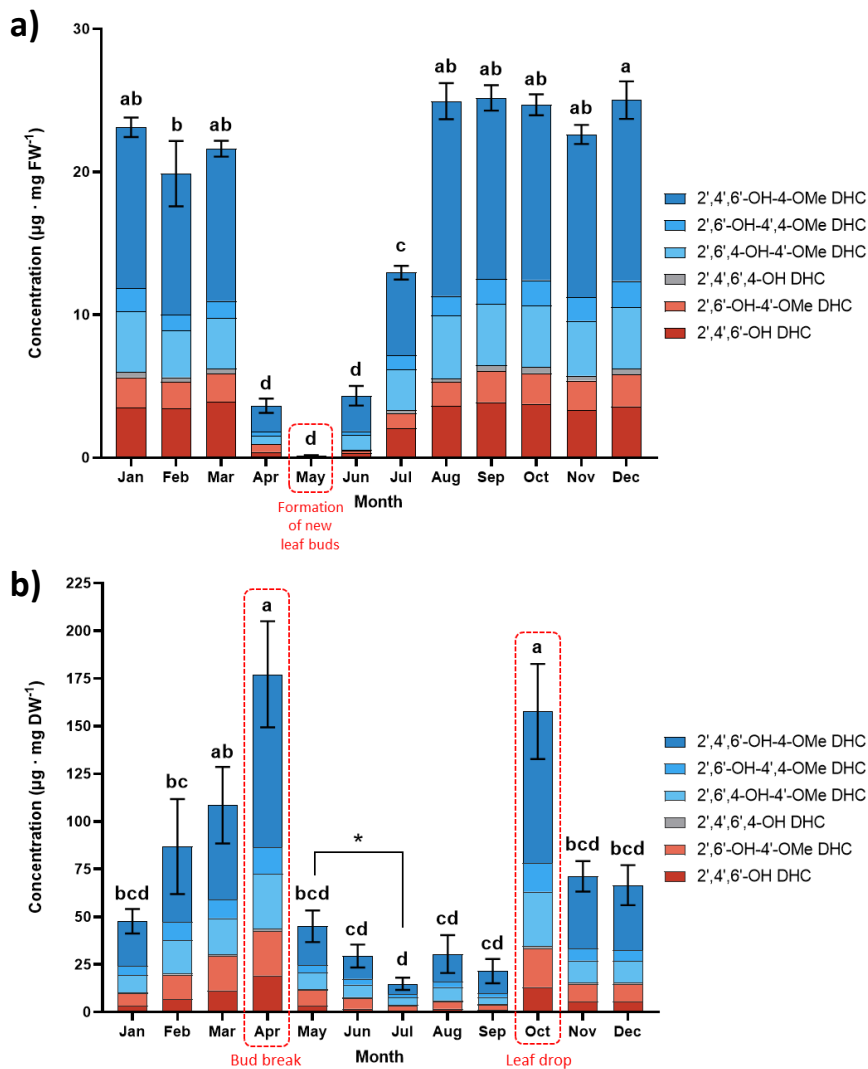 a)
Concentration (µg · mg FW⁻¹)
30
20
10
0
ab
b
ab
d
d
d
c
ab
ab
ab
ab
a
Jan Feb Mar Apr May Jun Jul Aug Sep Oct Nov Dec
Month
Formation
of new
leaf buds
2',4',6'-OH-4-OMe DHC
2',6'-OH-4',4-OMe DHC
2',6',4-OH-4'-OMe DHC
2',4',6',4-OH DHC
2',6'-OH-4'-OMe DHC
2',4',6'-OH DHC
b)
Concentration (µg · mg DW⁻¹)
225
200
175
150
125
100
75
50
25
0
bcd
bc
ab
a
bcd
*
cd
d
cd
cd
a
bcd
bcd
Jan Feb Mar Apr May Jun Jul Aug Sep Oct Nov Dec
Month
Bud break
Leaf drop
2',4',6'-OH-4-OMe DHC
2',6'-OH-4',4-OMe DHC
2',6',4-OH-4'-OMe DHC
2',4',6',4-OH DHC
2',6'-OH-4'-OMe DHC
2',4',6'-OH DHC